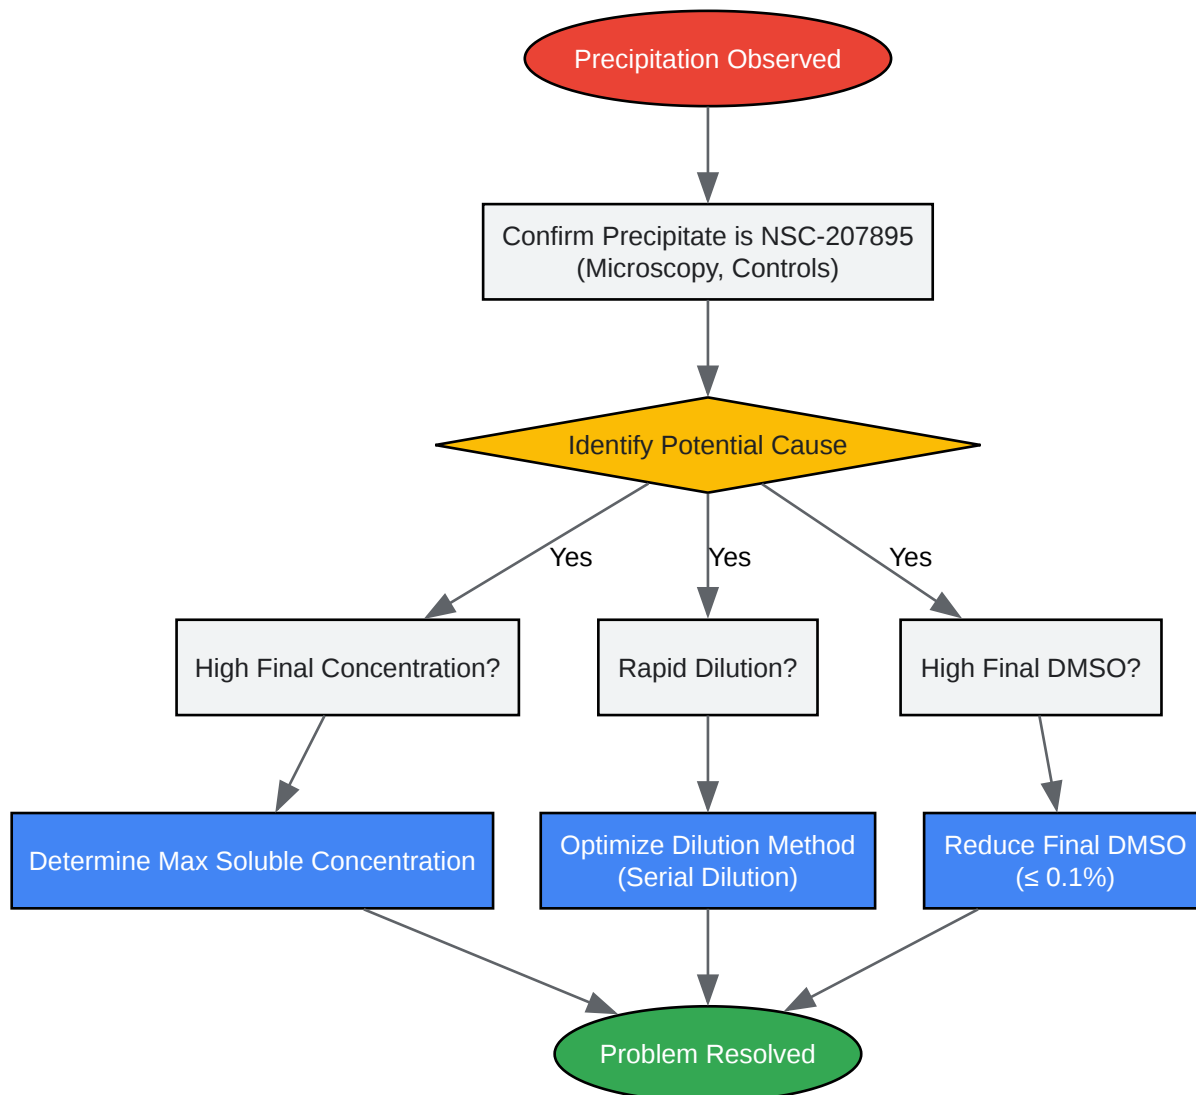 Precipitation Observed
Confirm Precipitate is NSC-207895
(Microscopy, Controls)
Identify Potential Cause
Yes
Yes
Yes
High Final Concentration?
Rapid Dilution?
High Final DMSO?
Determine Max Soluble Concentration
Optimize Dilution Method
(Serial Dilution)
Reduce Final DMSO
(≤ 0.1%)
Problem Resolved